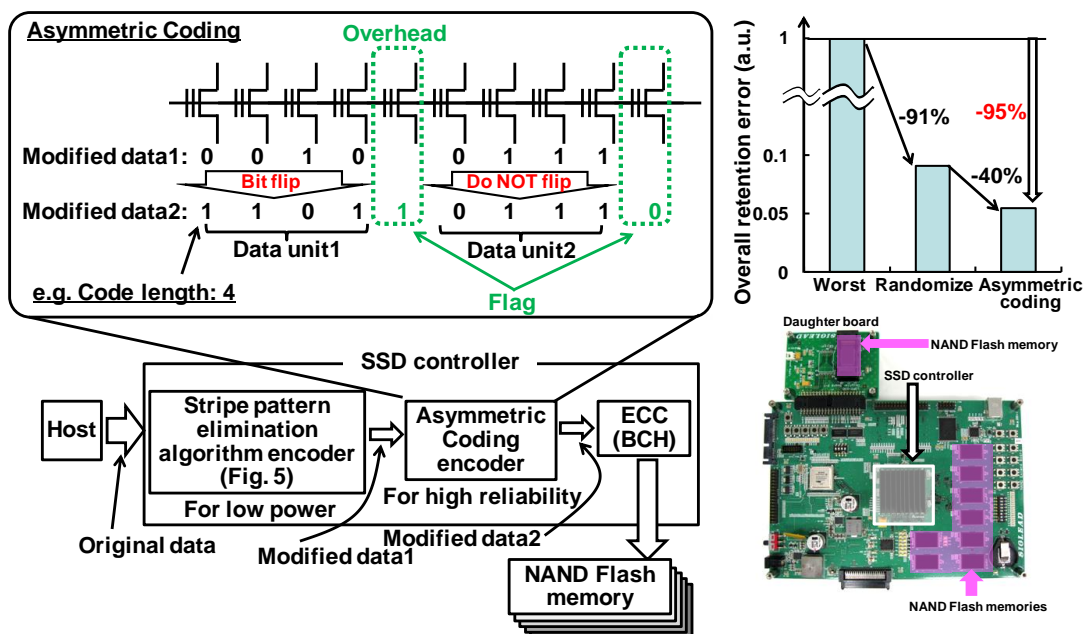 Asymmetric Coding
Overhead
Modified data1: 0 0 1 0 0 1 1 1
Bit flip
Do NOT flip
Modified data2: 1 1 0 1 1 0 1 1 1 0
Data unit1
Data unit2
e.g. Code length: 4
Flag
SSD controller
Host
Stripe pattern
elimination
algorithm encoder
(Fig. 5)
Asymmetric
Coding
encoder
ECC
(BCH)
For low power
For high reliability
Original data
Modified data1
Modified data2
NAND Flash
memory
Overall retention error (a.u.)
1
0.1
0.05
0
-91%
-40%
-95%
Worst
Randomize
Asymmetric
coding
Daughter board
SIGLEAD
NAND Flash memory
SSD controller
SIGLEAD
NAND Flash memories